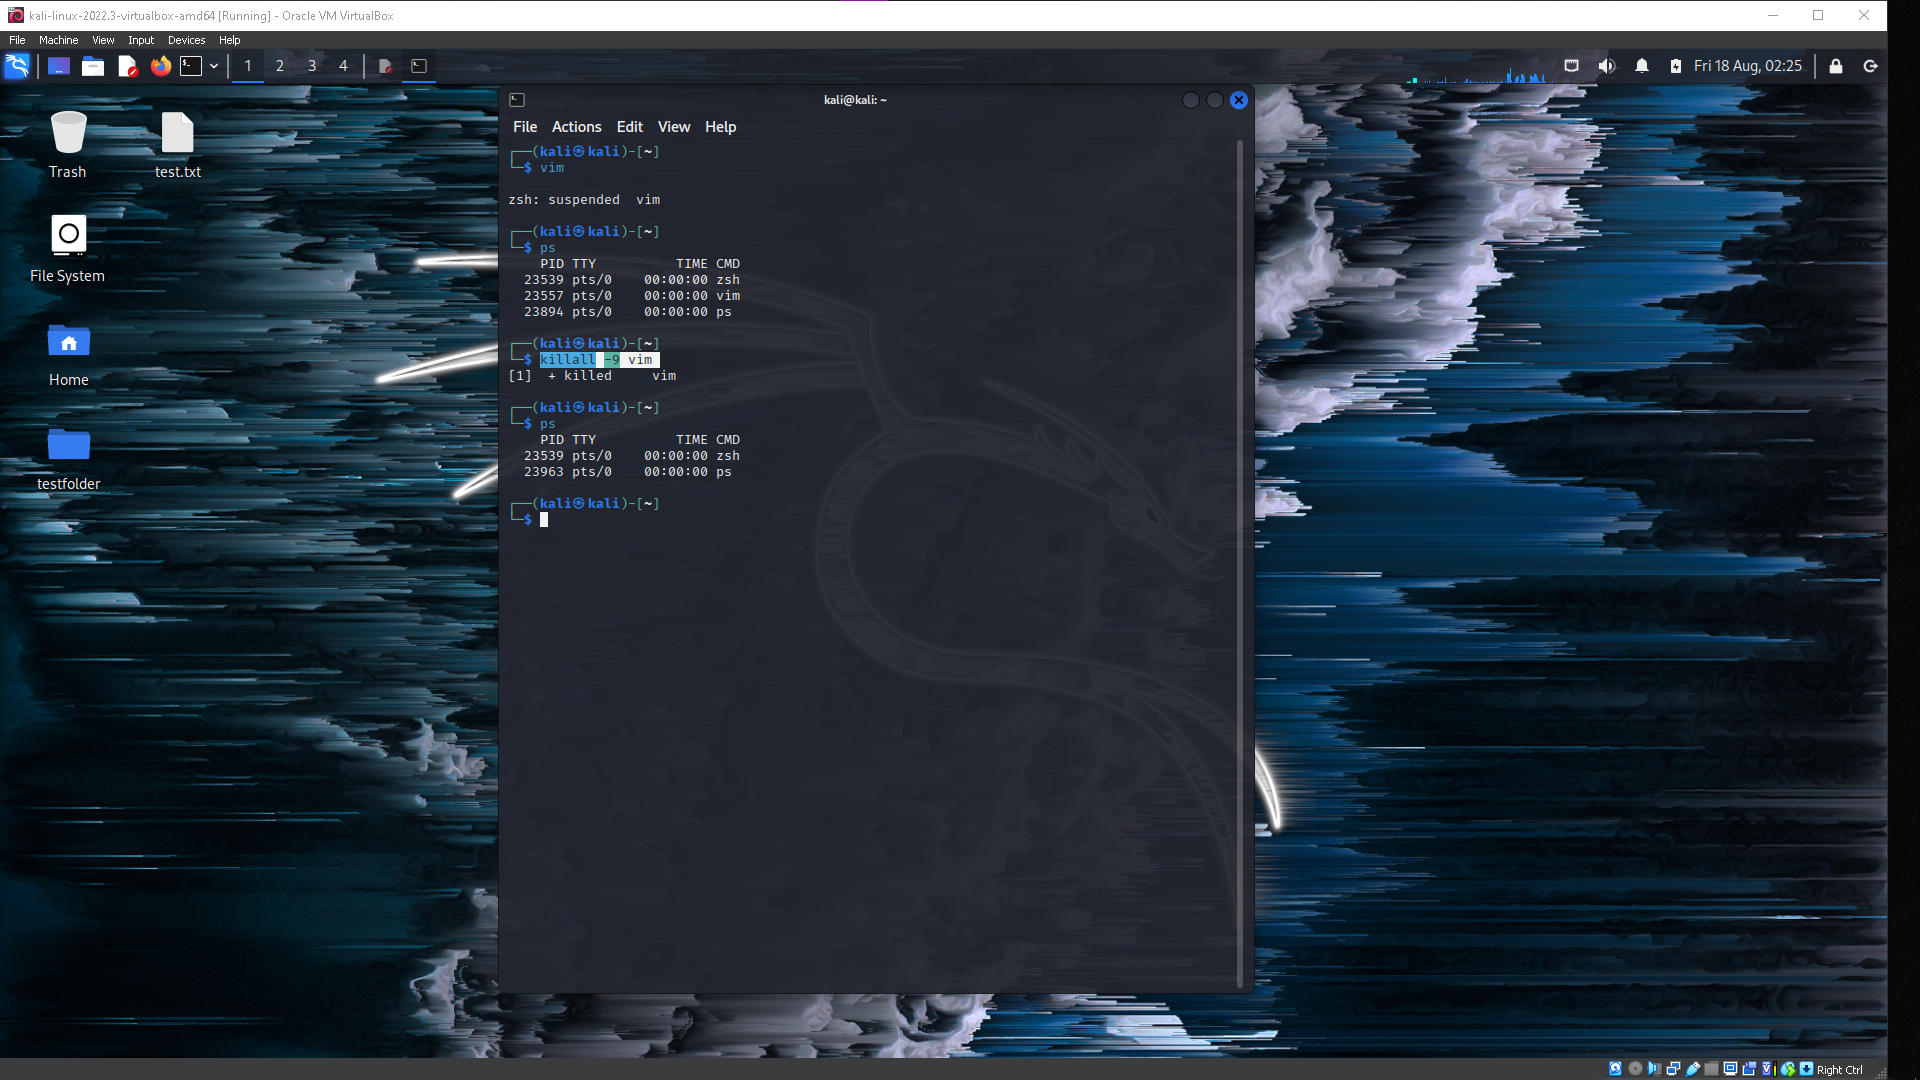 kali-linux-2022.3-virtualbox-amd64 [Running] - Oracle VM VirtualBox
File Machine View Input Devices Help
1 2 3 4 Fri 18 Aug, 02:25
Trash
test.txt
File System
Home
testfolder
kali@kali: ~
File Actions Edit View Help
┌──(kali㉿kali)-[~]
└─$ vim
zsh: suspended  vim
┌──(kali㉿kali)-[~]
└─$ ps
    PID TTY          TIME CMD
  23539 pts/0    00:00:00 zsh
  23557 pts/0    00:00:00 vim
  23894 pts/0    00:00:00 ps
┌──(kali㉿kali)-[~]
└─$ killall -9 vim
[1]  + killed     vim
┌──(kali㉿kali)-[~]
└─$ ps
    PID TTY          TIME CMD
  23539 pts/0    00:00:00 zsh
  23963 pts/0    00:00:00 ps
┌──(kali㉿kali)-[~]
└─$
Right Ctrl